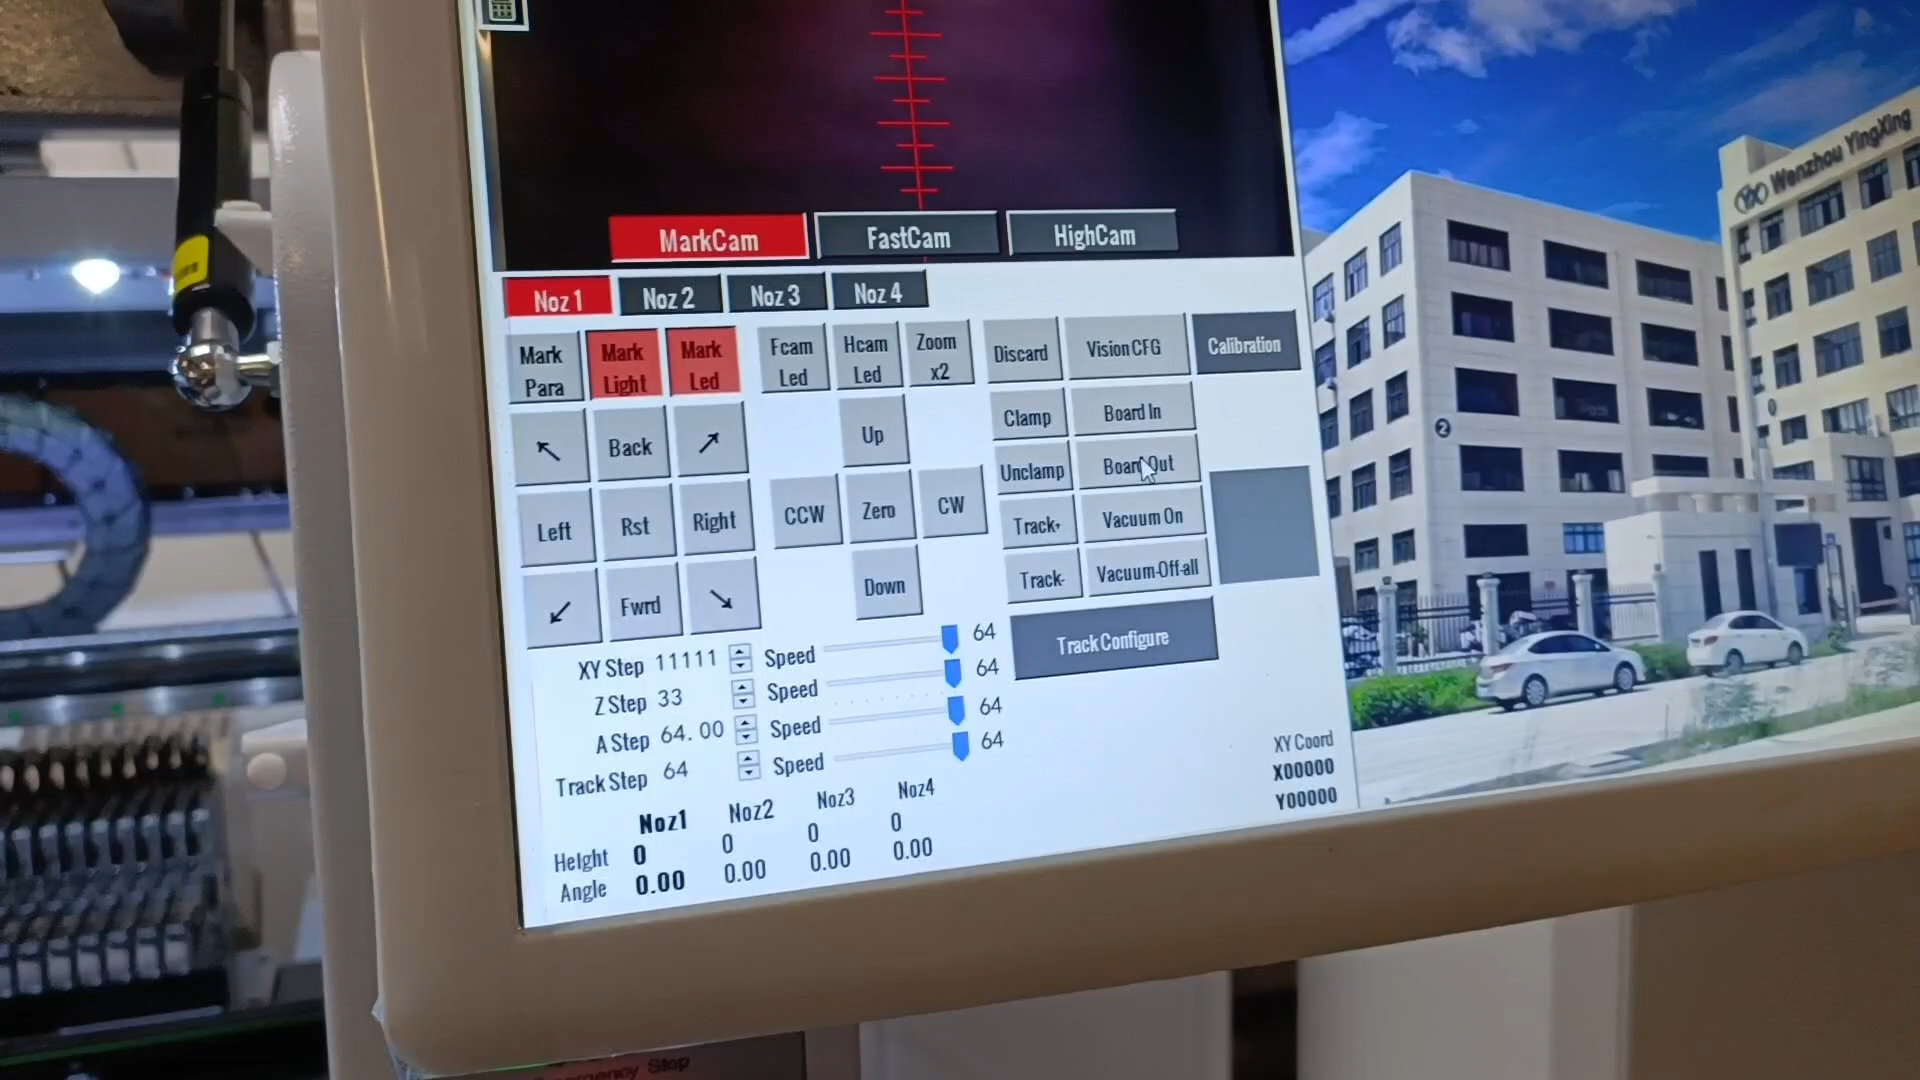 Wenzhou YingXing
2
MarkCam FastCam HighCam
Noz 1 Noz 2 Noz 3 Noz 4
Mark Para
Mark Light
Mark Led
Fcam Led
Hcam Led
Zoom x2
Discard
Vision CFG
Calibration
Back
Up
Clamp
Board In
Left
Rst
Right
CCW
Zero
CW
Unclamp
Board Out
Track+
Vacuum On
Fwrd
Down
Track-
Vacuum-Off-all
Track Configure
XY Step 11111 Speed 64
Z Step 33 Speed 64
A Step 64.00 Speed 64
Track Step 64 Speed 64
Noz1 Noz2 Noz3 Noz4
HeIght 0 0 0 0
Angle 0.00 0.00 0.00 0.00
XY Coord
X00000
Y00000
Stop